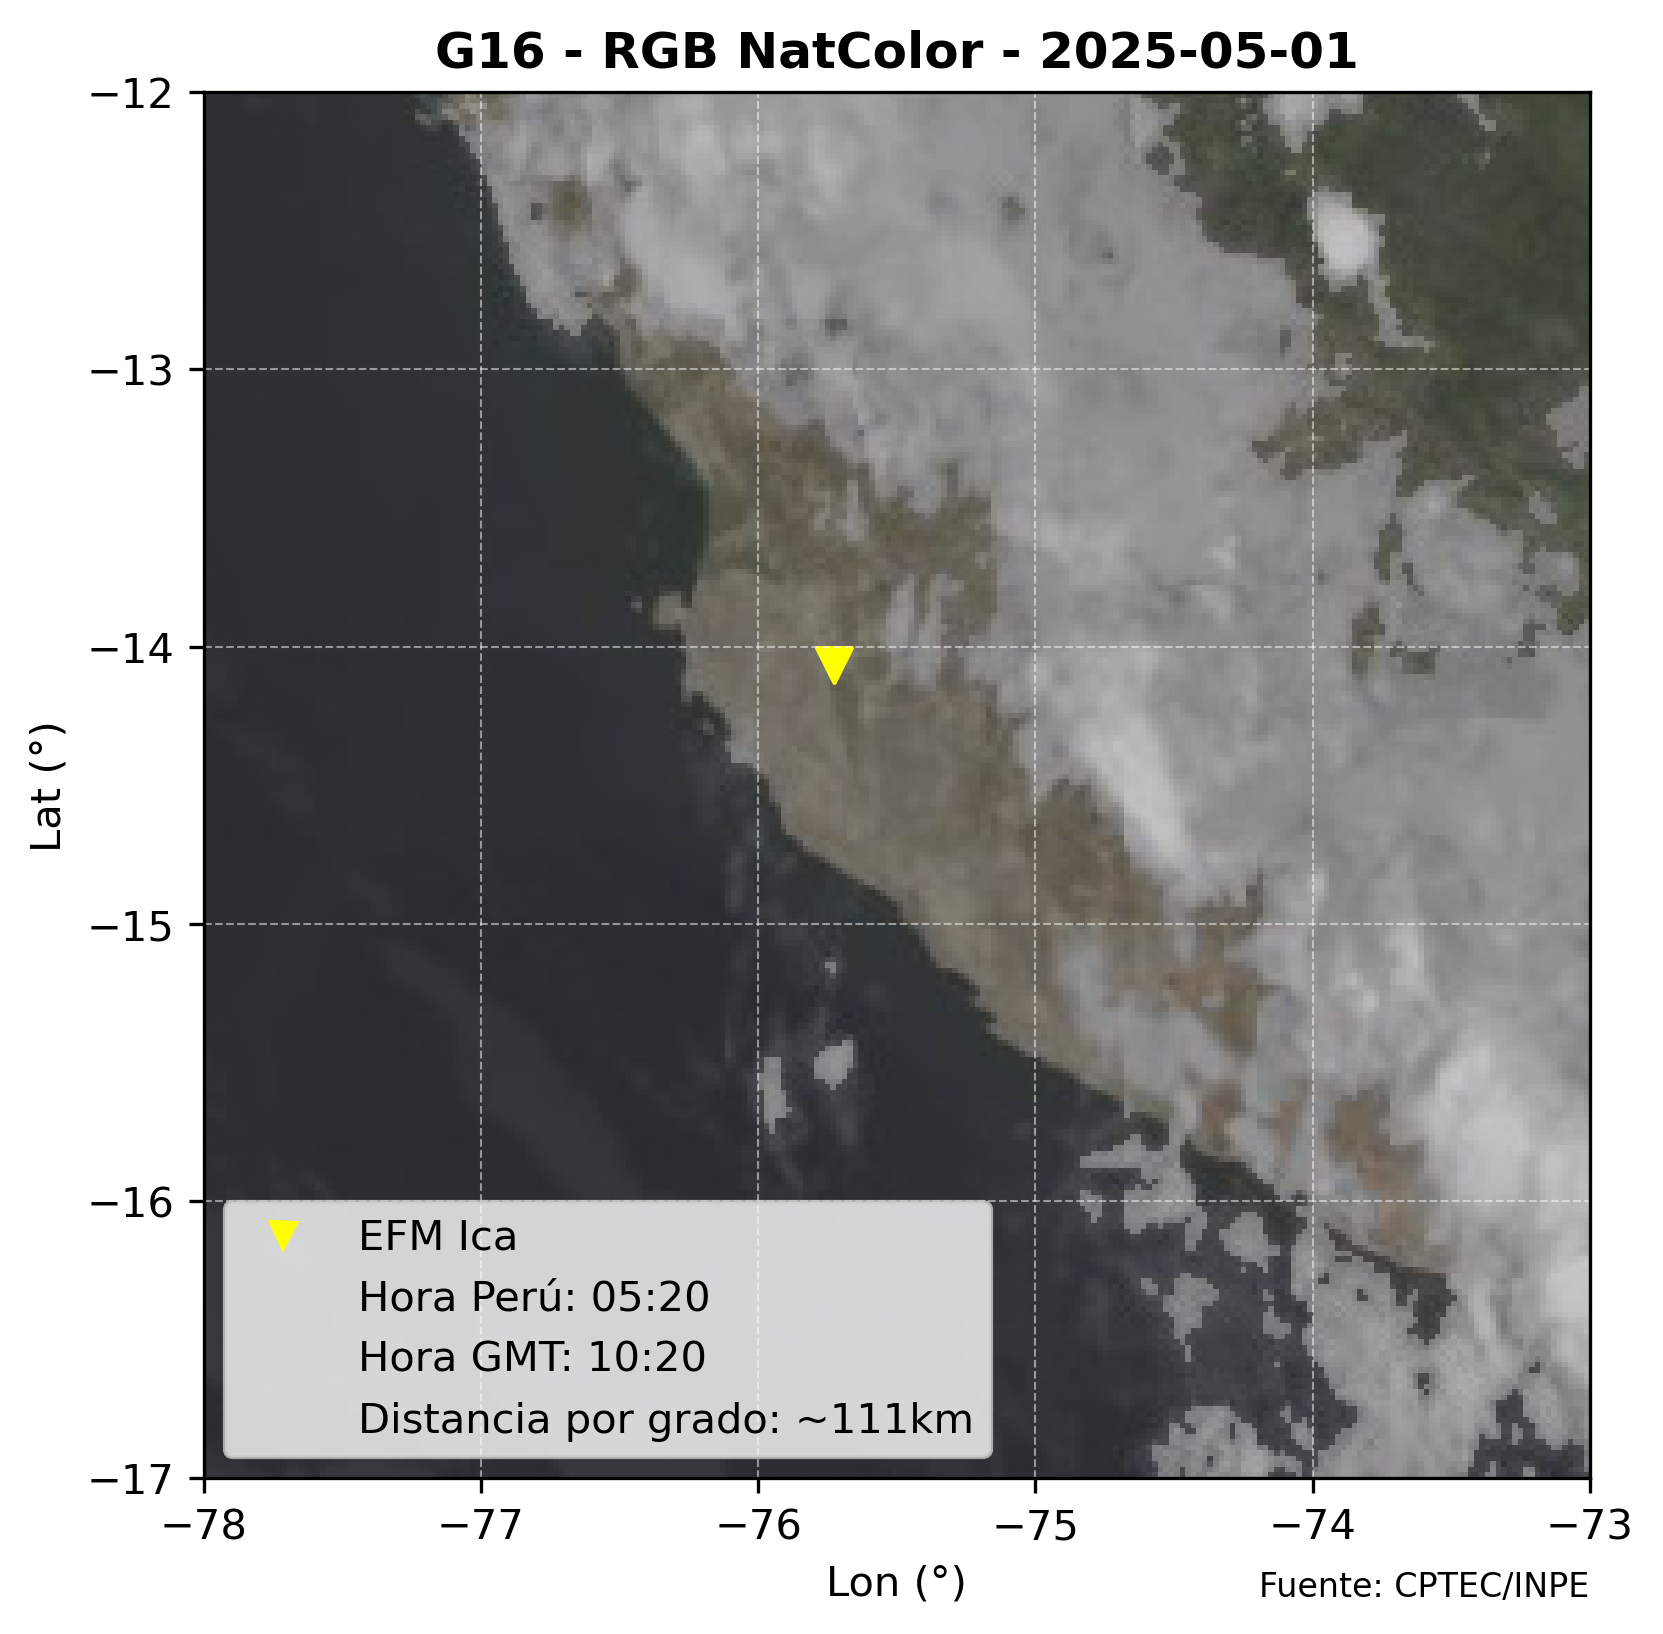 G16 - RGB NatColor - 2025-05-01
−12
−13
−14
−15
−16
−17
Lat (°)
EFM Ica
Hora Perú: 05:20
Hora GMT: 10:20
Distancia por grado: ~111km
−78
−77
−76
−75
−74
−73
Lon (°)
Fuente: CPTEC/INPE